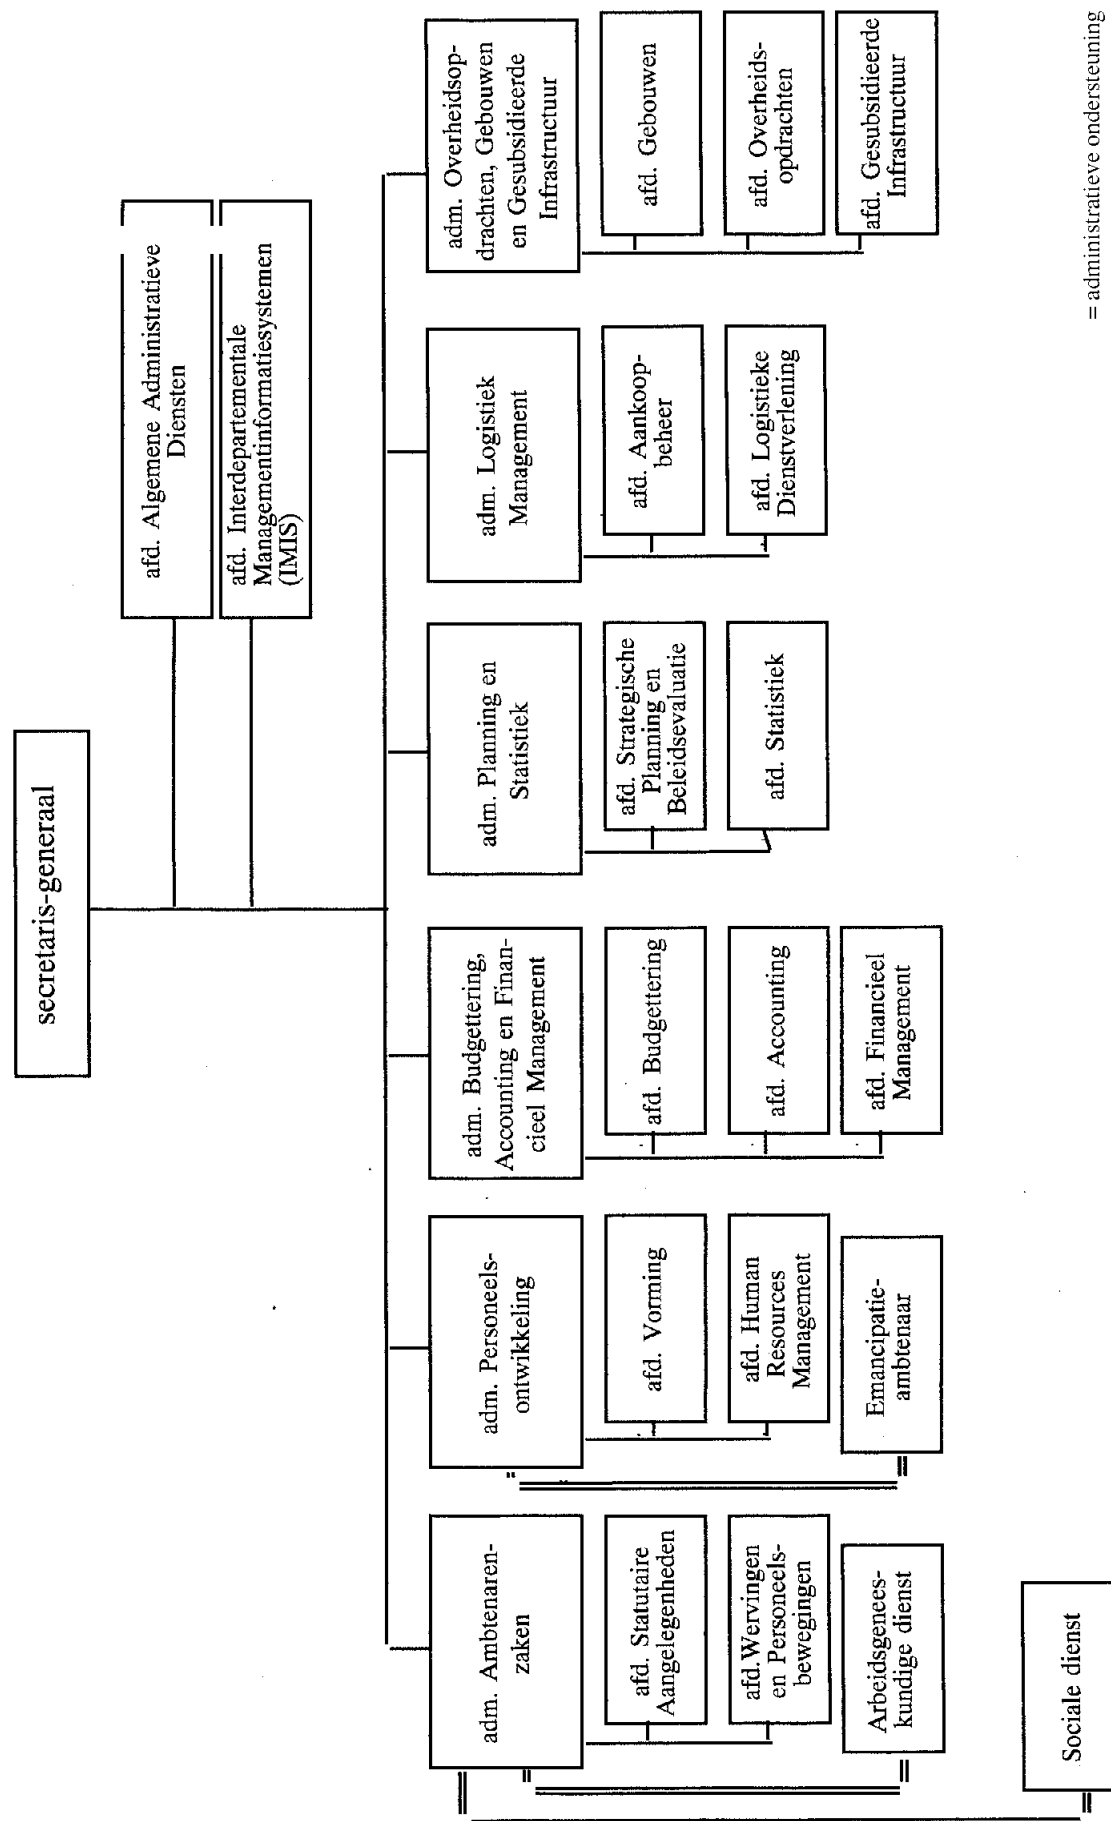 secretaris-generaal
afd. Algemene Administratieve
Diensten
afd. Interdepartementale
Managementinformatiesystemen
(IMIS)
adm. Ambtenaren-
zaken
afd. Statutaire
Aangelegenheden
afd.Wervingen
en Personeels-
bewegingen
Arbeidsgenees-
kundige dienst
Sociale dienst
adm. Personeels-
ontwikkeling
afd. Vorming
afd. Human
Resources
Management
Emancipatie-
ambtenaar
adm. Budgettering,
Accounting en Finan-
cieel Management
afd. Budgettering
afd. Accounting
afd. Financieel
Management
adm. Planning en
Statistiek
afd. Strategische
Planning en
Beleidsevaluatie
afd. Statistiek
adm. Logistiek
Management
afd. Aankoop-
beheer
afd. Logistieke
Dienstverlening
adm. Overheidsop-
drachten, Gebouwen
en Gesubsidieerde
Infrastructuur
afd. Gebouwen
afd. Overheids-
opdrachten
afd. Gesubsidieerde
Infrastructuur
= administratieve ondersteuning